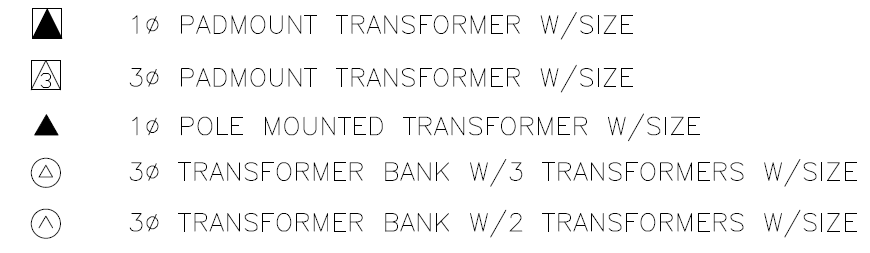 1ø PADMOUNT TRANSFORMER W/SIZE
3 3ø PADMOUNT TRANSFORMER W/SIZE
1ø POLE MOUNTED TRANSFORMER W/SIZE
3ø TRANSFORMER BANK W/3 TRANSFORMERS W/SIZE
3ø TRANSFORMER BANK W/2 TRANSFORMERS W/SIZE